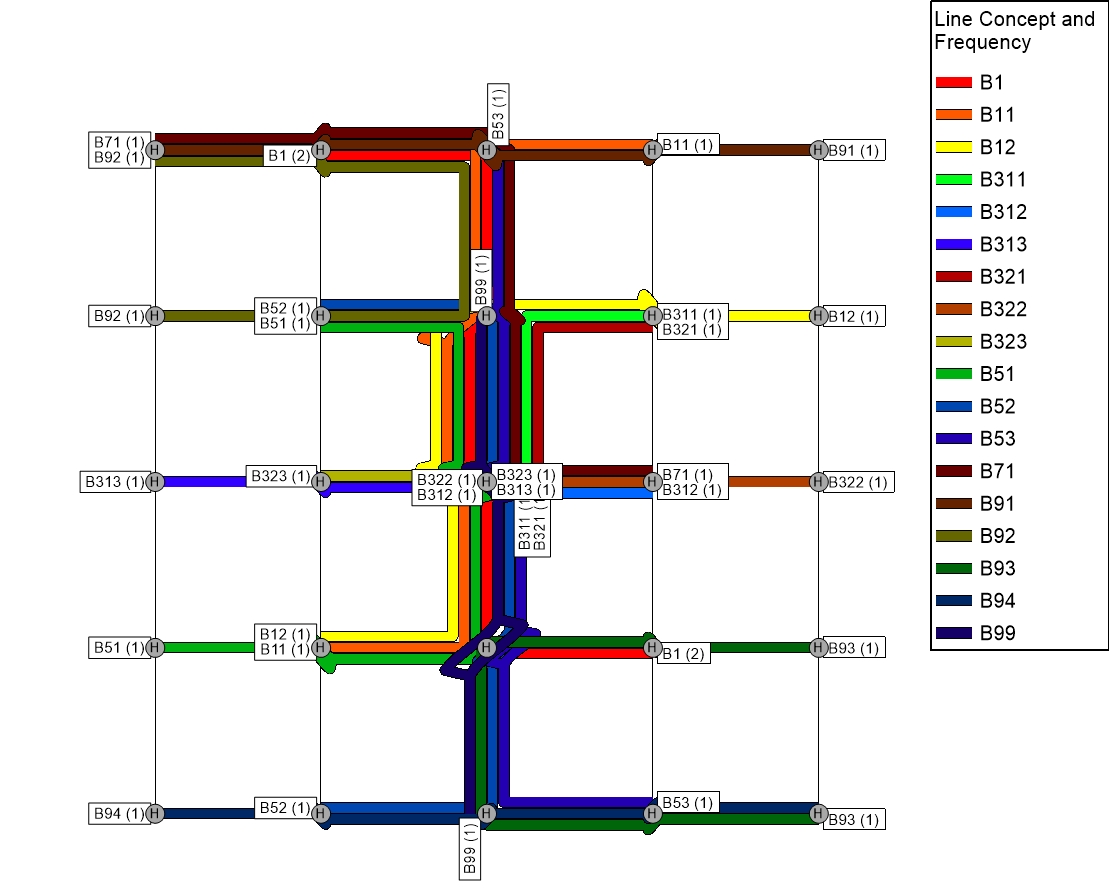 Line Concept and
Frequency
B1
B11
B12
B311
B312
B313
B321
B322
B323
B51
B52
B53
B71
B91
B92
B93
B94
B99
B53 (1)
B71 (1)
B92 (1)
H
B1 (2)
H
H
B11 (1)
H
H
B91 (1)
B99 (1)
B92 (1)
H
B52 (1)
B51 (1)
H
H
H
B311 (1)
B321 (1)
H
B12 (1)
B313 (1)
H
B323 (1)
H
B322 (1)
B312 (1)
H
B323 (1)
B313 (1)
H
B71 (1)
B312 (1)
H
B322 (1)
B311 (1
B321 (1
B51 (1)
H
B12 (1)
B11 (1)
H
H
H
B1 (2)
H
B93 (1)
B94 (1)
H
B52 (1)
H
H
B53 (1)
H
H
B93 (1)
B99 (1)